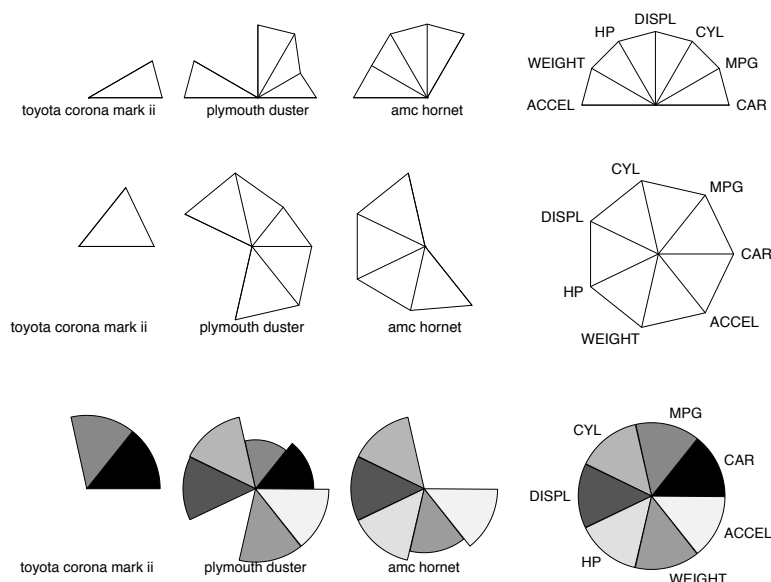 DISPL
HP CYL
WEIGHT MPG
ACCEL CAR
toyota corona mark ii plymouth duster amc hornet
CYL
MPG
DISPL
CAR
HP
ACCEL
WEIGHT
toyota corona mark ii plymouth duster amc hornet
MPG
CYL
CAR
DISPL
ACCEL
HP
WEIGHT
toyota corona mark ii plymouth duster amc hornet